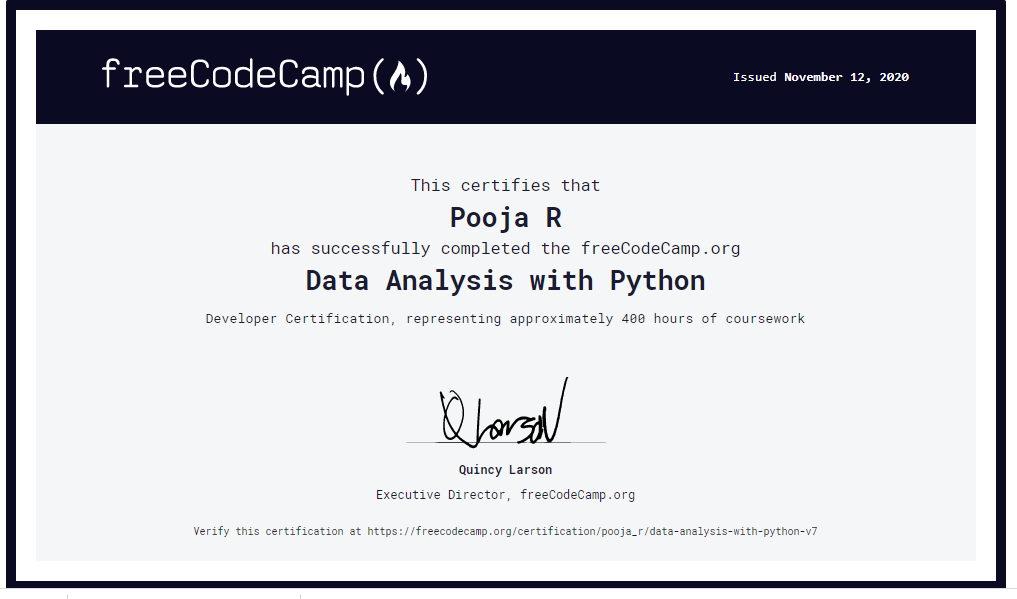 freeCodeCamp
Issued November 12, 2020
This certifies that
Pooja R
has successfully completed the freeCodeCamp.org
Data Analysis with Python
Developer Certification, representing approximately 400 hours of coursework
Q Larson
Quincy Larson
Executive Director, freeCodeCamp.org
Verify this certification at https://freecodecamp.org/certification/pooja_r/data-analysis-with-python-v7